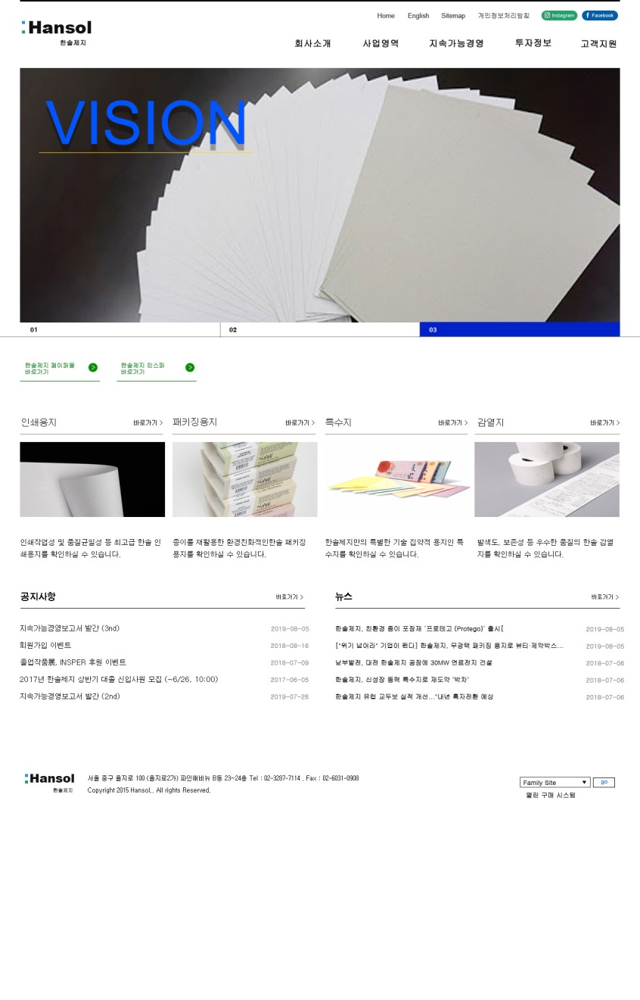 Home English Sitemap 개인정보처리방침 Instagram Facebook
Hansol
한솔제지
회사소개 사업영역 지속가능경영 투자정보 고객지원
VISION
01 02 03
한솔제지 페이퍼몰
바로가기
한솔제지 인스퍼
바로가기
인쇄용지 바로가기 >
패키징용지 바로가기 >
특수지 바로가기 >
감열지 바로가기 >
인쇄작업성 및 품질균일성 등 최고급 한솔 인
쇄용지를 확인하실 수 있습니다.
종이를 재활용한 환경친화적인한솔 패키징
용지를 확인하실 수 있습니다.
한솔제지만의 특별한 기술 집약적 용지인 특
수지를 확인하실 수 있습니다.
발색도, 보존성 등 우수한 품질의 한솔 감열
지를 확인하실 수 있습니다.
공지사항 바로가기 >
지속가능경영보고서 발간 (3nd) 2019-08-05
회원가입 이벤트 2018-08-16
졸업작품展, INSPER 후원 이벤트 2018-07-09
2017년 한솔제지 상반기 대졸 신입사원 모집 (~6/26, 10:00) 2017-06-05
지속가능경영보고서 발간 (2nd) 2019-07-26
뉴스 바로가기 >
한솔제지, 친환경 종이 포장재 '프로테고 (Protego)' 출시[ 2019-08-05
["위기 넘어라" 기업이 뛴다] 한솔제지, 무광택 패키징 용지로 뷰티·제약박스... 2019-08-05
남부발전, 대전 한솔제지 공장에 30MW 연료전지 건설 2018-07-06
한솔제지, 신성장 동력 특수지로 재도약 '박차' 2018-07-06
한솔제지 유럽 교두보 실적 개선..."내년 흑자전환 예상 2018-07-06
Hansol
한솔제지
서울 중구 을지로 100 (을지로2가) 파인애비뉴 B동 23~24층 Tel : 02-3287-7114 , Fax : 02-6031-0908
Copyright 2015 Hansol., All rights Reserved.
Family Site ▼ go
열린 구매 시스템